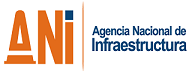 ANI
Agencia Nacional de
Infraestructura